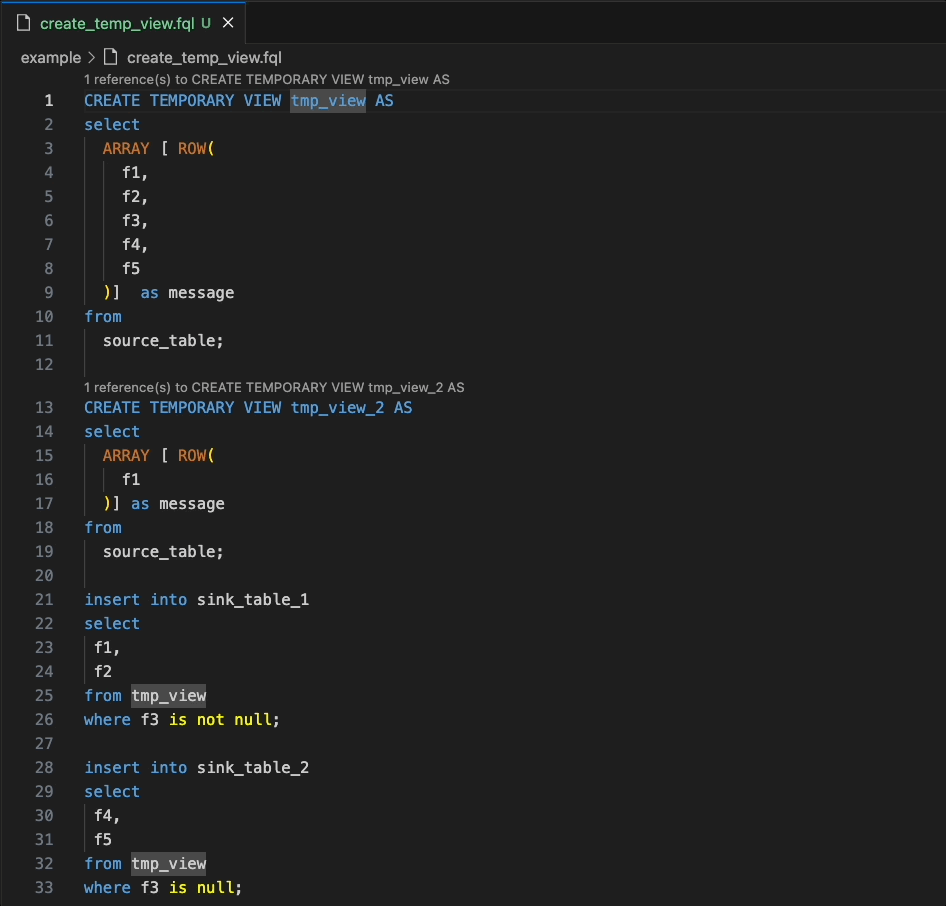 create_temp_view.fql U
example > create_temp_view.fql
1 reference(s) to CREATE TEMPORARY VIEW tmp_view AS
1 CREATE TEMPORARY VIEW tmp_view AS
2 select
3 ARRAY [ ROW(
4 f1,
5 f2,
6 f3,
7 f4,
8 f5
9 )]  as message
10 from
11 source_table;
12
1 reference(s) to CREATE TEMPORARY VIEW tmp_view_2 AS
13 CREATE TEMPORARY VIEW tmp_view_2 AS
14 select
15 ARRAY [ ROW(
16 f1
17 )] as message
18 from
19 source_table;
20
21 insert into sink_table_1
22 select
23 f1,
24 f2
25 from tmp_view
26 where f3 is not null;
27
28 insert into sink_table_2
29 select
30 f4,
31 f5
32 from tmp_view
33 where f3 is null;